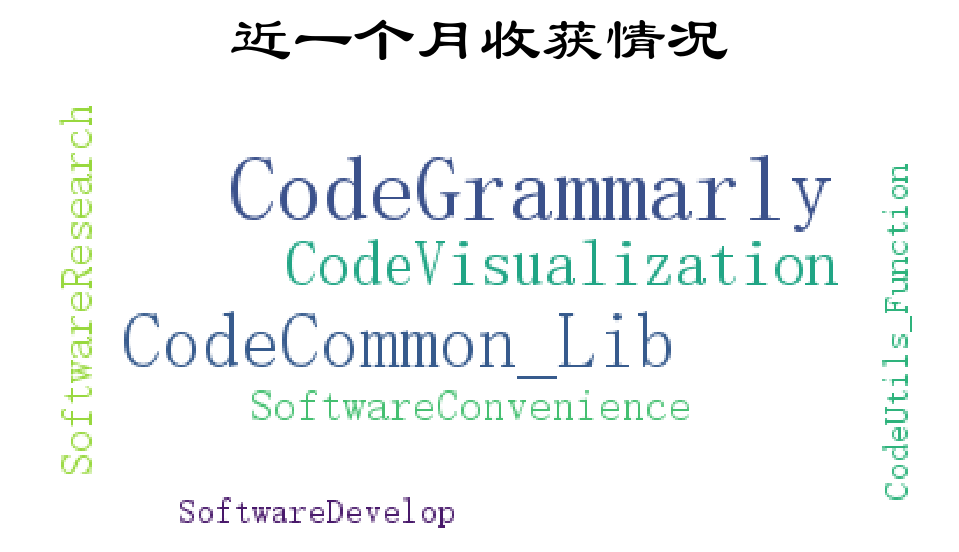 近一个月收获情况
SoftwareResearch
CodeGrammarly
CodeVisualization
CodeCommon_Lib
SoftwareConvenience
SoftwareDevelop
CodeUtils_Function